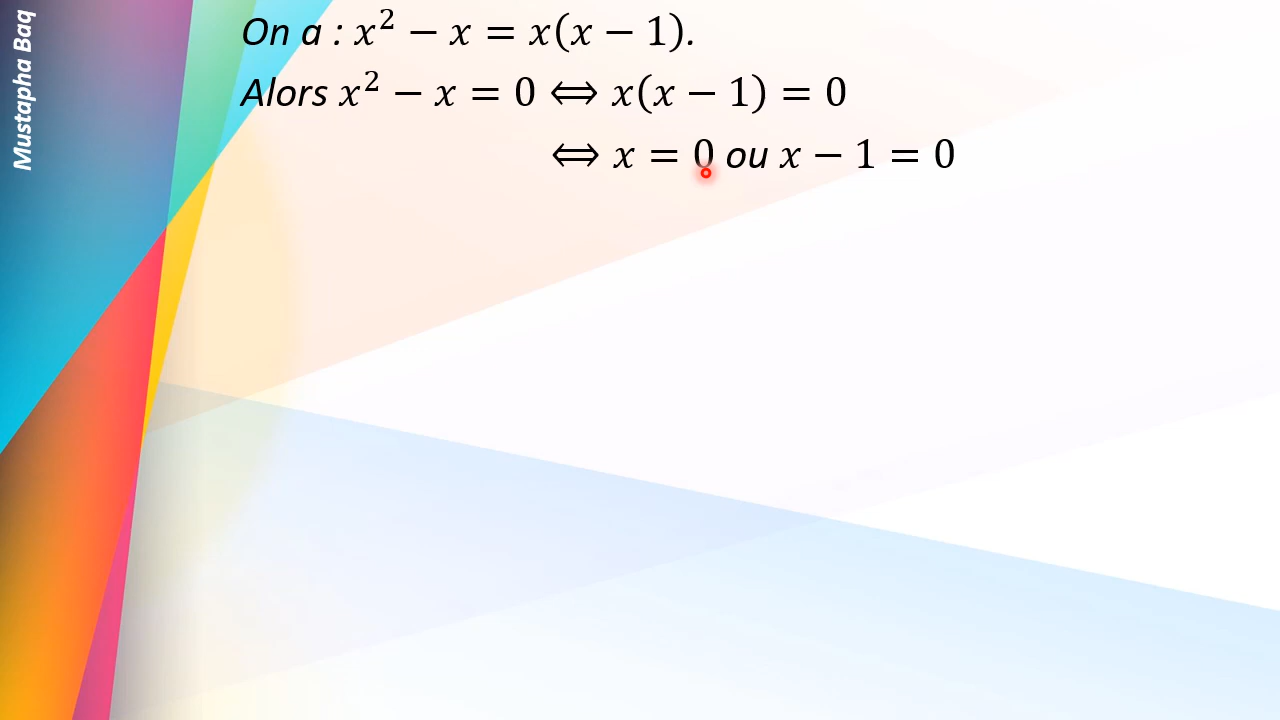 On a : x² − x = x(x − 1).
Alors x² − x = 0 ⟺ x(x − 1) = 0
⟺ x = 0 ou x − 1 = 0
Mustapha Baq